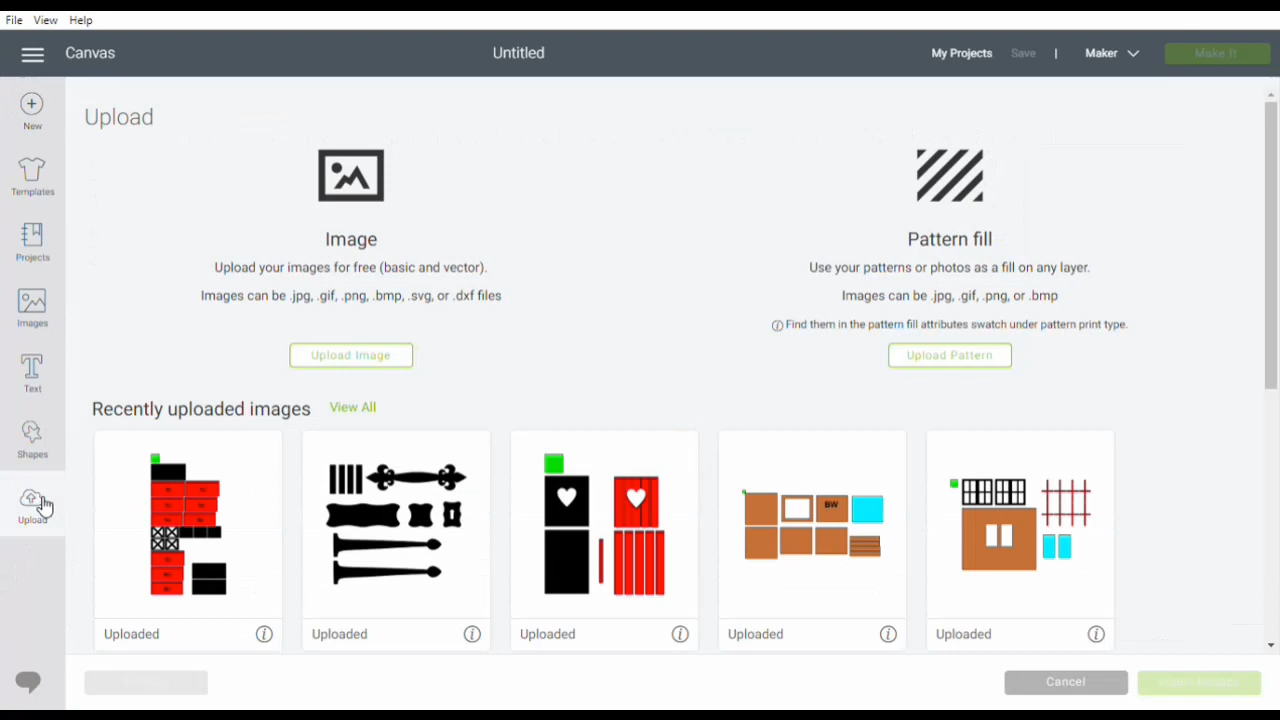 File View Help
Canvas
Untitled
My Projects Save | Maker Make It
New
Templates
Projects
Images
Text
Shapes
Upload
Upload
Image
Upload your images for free (basic and vector).
Images can be .jpg, .gif, .png, .bmp, .svg, or .dxf files
Upload Image
Pattern fill
Use your patterns or photos as a fill on any layer.
Images can be .jpg, .gif, .png, or .bmp
Find them in the pattern fill attributes swatch under pattern print type.
Upload Pattern
Recently uploaded images View All
BW
Uploaded
Uploaded
Uploaded
Uploaded
Uploaded
Cancel